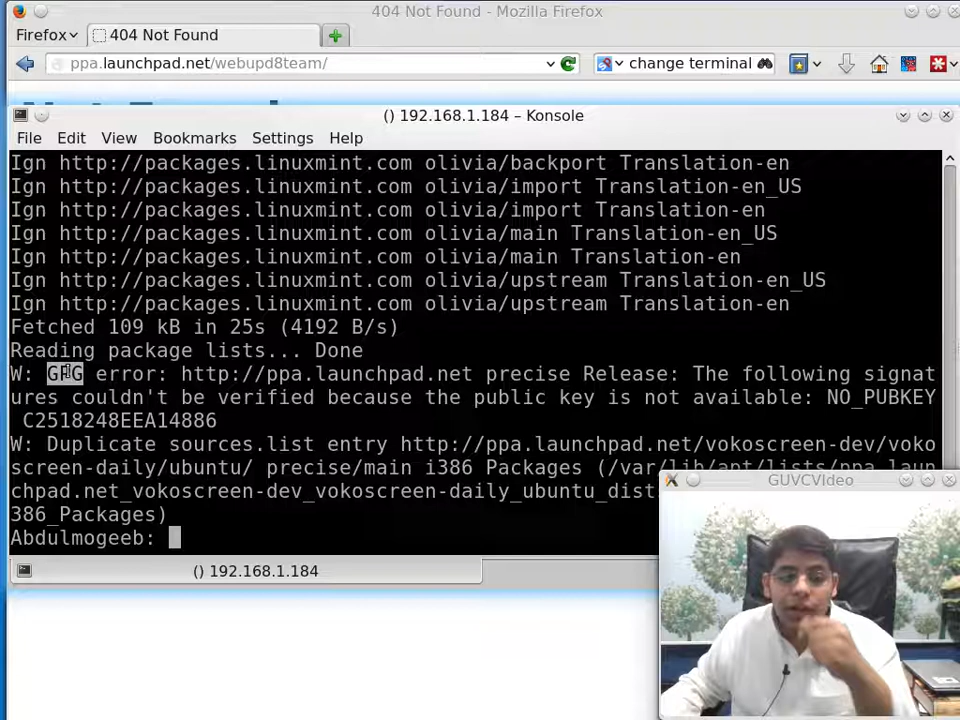 404 Not Found - Mozilla Firefox
Firefox
404 Not Found
ppa.launchpad.net/webupd8team/
change terminal
() 192.168.1.184 – Konsole
File Edit View Bookmarks Settings Help
Ign http://packages.linuxmint.com olivia/backport Translation-en
Ign http://packages.linuxmint.com olivia/import Translation-en_US
Ign http://packages.linuxmint.com olivia/import Translation-en
Ign http://packages.linuxmint.com olivia/main Translation-en_US
Ign http://packages.linuxmint.com olivia/main Translation-en
Ign http://packages.linuxmint.com olivia/upstream Translation-en_US
Ign http://packages.linuxmint.com olivia/upstream Translation-en
Fetched 109 kB in 25s (4192 B/s)
Reading package lists... Done
W: GPG error: http://ppa.launchpad.net precise Release: The following signat
ures couldn't be verified because the public key is not available: NO_PUBKEY
C2518248EEA14886
W: Duplicate sources.list entry http://ppa.launchpad.net/vokoscreen-dev/voko
screen-daily/ubuntu/ precise/main i386 Packages (/var/lib/apt/lists/ppa.laun
chpad.net_vokoscreen-dev_vokoscreen-daily_ubuntu_dist
386_Packages)
Abdulmogeeb:
GUVCVIdeo
() 192.168.1.184